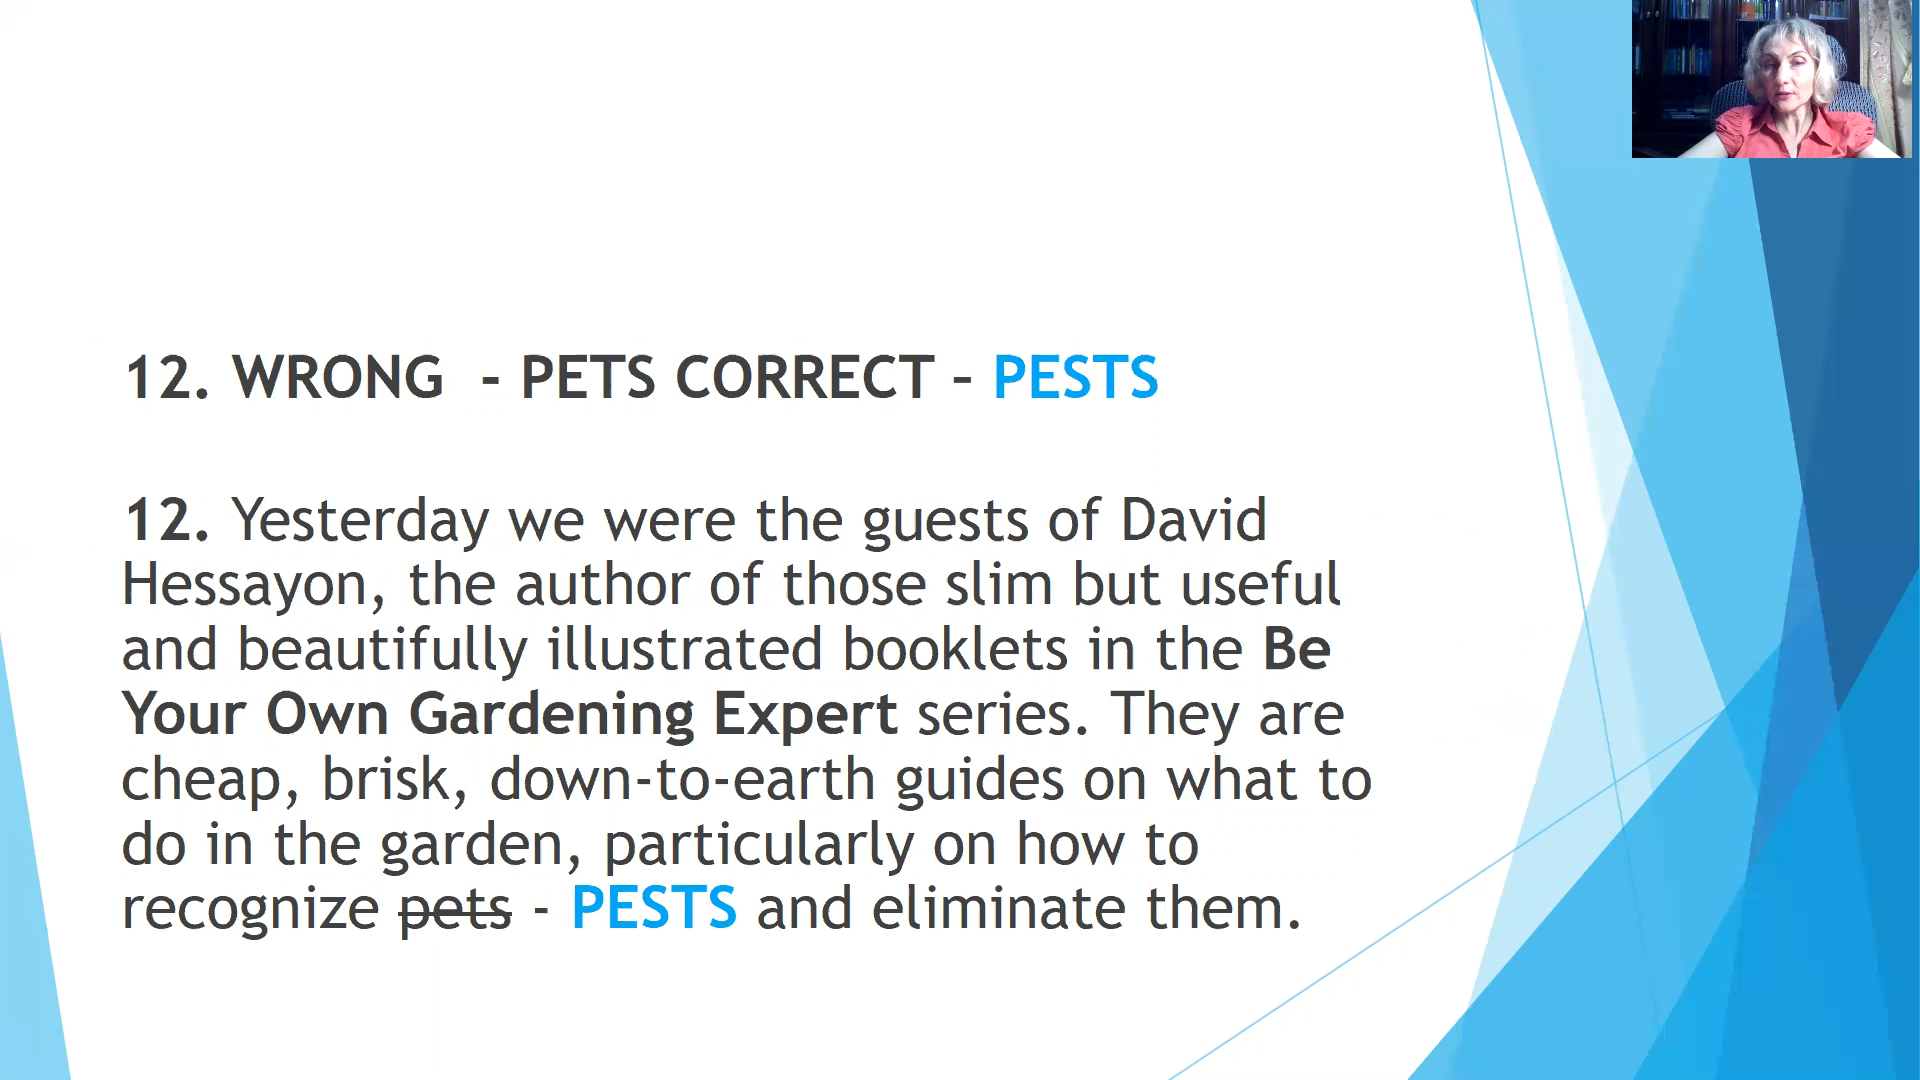 12. WRONG - PETS CORRECT – PESTS
12. Yesterday we were the guests of David
Hessayon, the author of those slim but useful
and beautifully illustrated booklets in the Be
Your Own Gardening Expert series. They are
cheap, brisk, down-to-earth guides on what to
do in the garden, particularly on how to
recognize pets - PESTS and eliminate them.